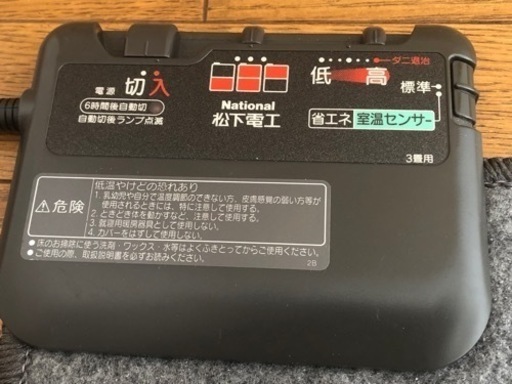 電源 切 入
6時間後自動切
自動切後ランプ点滅
National
松下電工
ダニ退治
低 高
標準
省エネ 室温センサー
3畳用
危険
低温やけどの恐れあり
1. 乳幼児や自分で温度調節のできない方、皮膚感覚の弱い方等が
使用されるときには、特に注意して使用する。
2. ときどき体を動かすなど、注意して使用する。
3. 就寝用暖房器具として使用しない。
4. カバーをはずして使用しない。
●床のお掃除に使う洗剤・ワックス・水等はよくふきとってからご使用ください。
●ご使用の際、取扱説明書を必ずお読みください。
2B